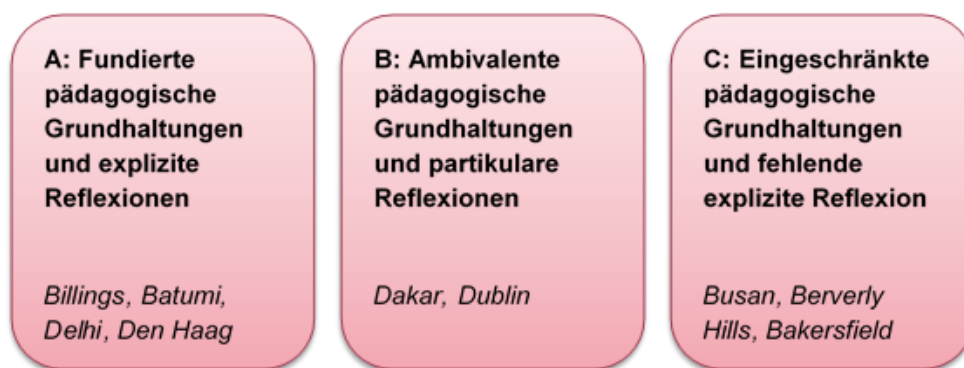 A: Fundierte
pädagogische
Grundhaltungen
und explizite
Reflexionen
Billings, Batumi,
Delhi, Den Haag
B: Ambivalente
pädagogische
Grundhaltungen
und partikulare
Reflexionen
Dakar, Dublin
C: Eingeschränkte
pädagogische
Grundhaltungen
und fehlende
explizite Reflexion
Busan, Berverly
Hills, Bakersfield